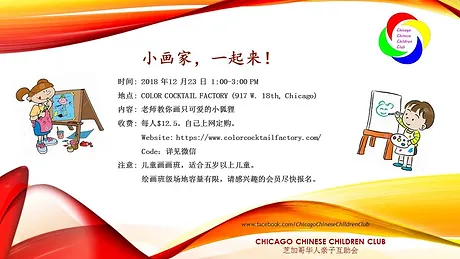 Chicago
Chinese
Children
Club
小画家，一起来！
时间：2018 年12 月23 日 1:00-3:00 PM
地点：COLOR COCKTAIL FACTORY (917 W. 18th, Chicago)
内容：老师教你画只可爱的小狐狸
收费：每人$12.5。自己上网定购。
Website: https://www.colorcocktailfactory.com/
Code: 详见微信
注意：儿童画画班，适合五岁以上儿童。
绘画班级场地容量有限，请感兴趣的会员尽快报名。
www.facebook.com/ChicagoChineseChildrenClub
CHICAGO CHINESE CHILDREN CLUB
芝加哥华人亲子互助会